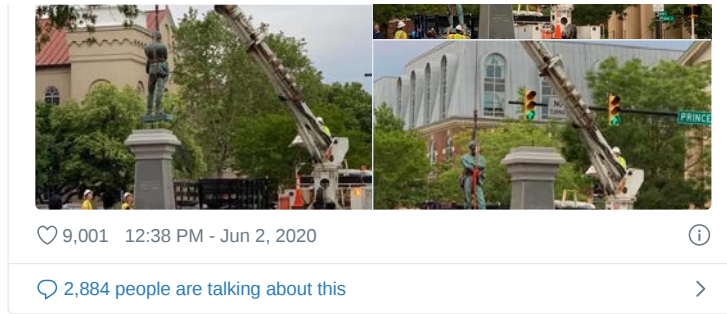 PRINCE
9,001 12:38 PM - Jun 2, 2020
2,884 people are talking about this